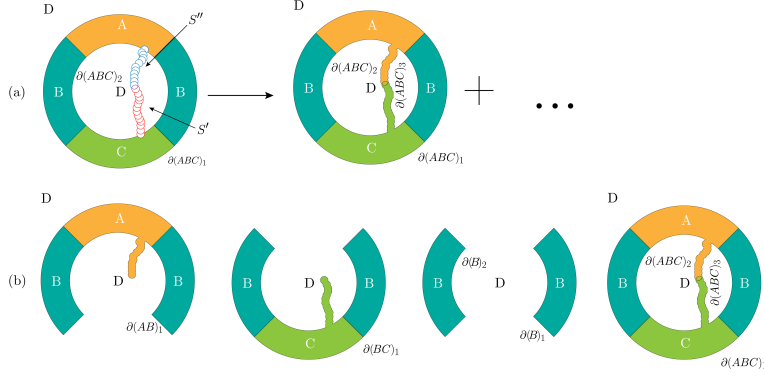 D
D
A
S′′
A
∂(ABC)₂
∂(ABC)₂
∂(ABC)₃
(a)
B
D
B
B
D
B
+
...
S′
C
C
∂(ABC)₁
∂(ABC)₁
D
D
A
A
∂(B)₂
∂(ABC)₂
∂(ABC)₃
(b)
B
D
B
B
D
B
B
D
B
B
D
B
∂(AB)₁
∂(B)₁
C
∂(BC)₁
C